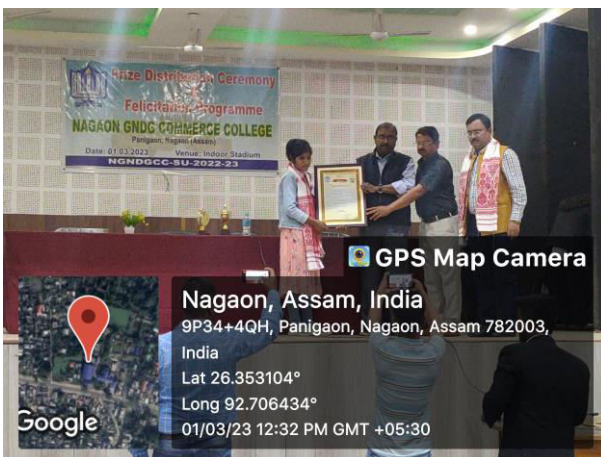 Prize Distribution Ceremony
&
Felicitation Programme
NAGAON GNDG COMMERCE COLLEGE
Panigaon, Nagaon (Assam)
Date: 01.03.2023 Venue: Indoor Stadium
NGNDGCC-SU-2022-23
GPS Map Camera
Nagaon, Assam, India
9P34+4QH, Panigaon, Nagaon, Assam 782003,
India
Lat 26.353104°
Long 92.706434°
01/03/23 12:32 PM GMT +05:30
Google